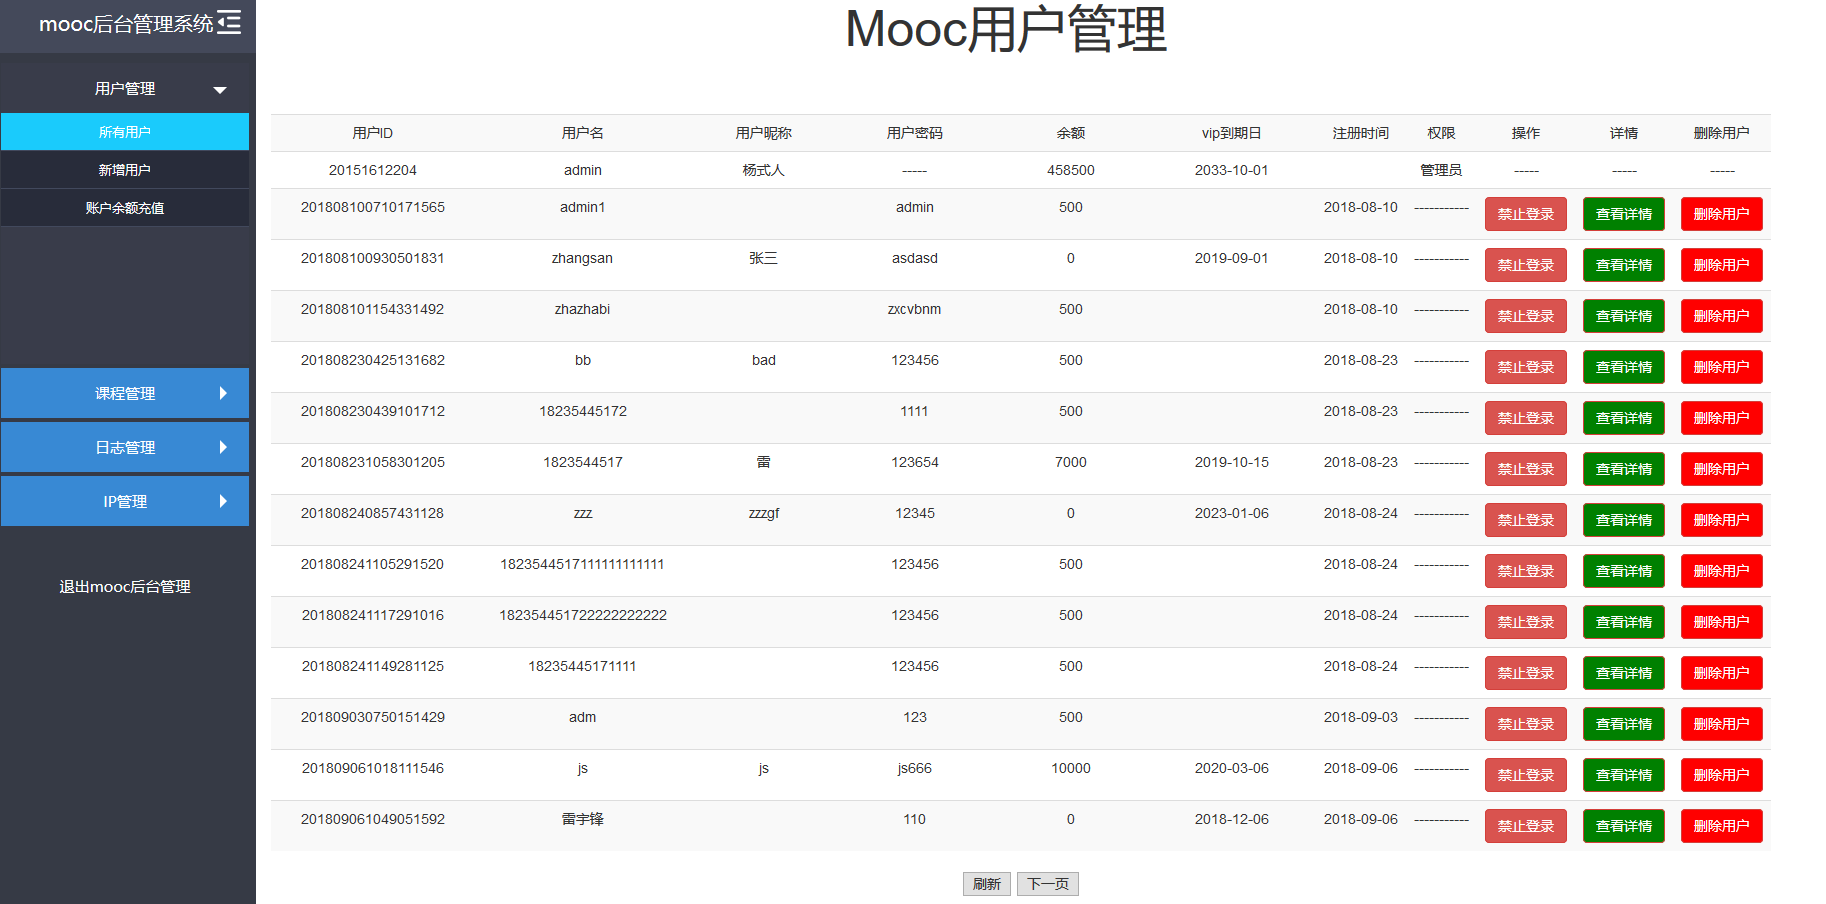 mooc后台管理系统
用户管理
所有用户
新增用户
账户余额充值
课程管理
日志管理
IP管理
退出mooc后台管理
Mooc用户管理
用户ID 用户名 用户昵称 用户密码 余额 vip到期日 注册时间 权限 操作 详情 删除用户
20151612204 admin 杨式人 ----- 458500 2033-10-01 管理员 ----- ----- -----
201808100710171565 admin1 admin 500 2018-08-10 ----------- 禁止登录 查看详情 删除用户
201808100930501831 zhangsan 张三 asdasd 0 2019-09-01 2018-08-10 ----------- 禁止登录 查看详情 删除用户
201808101154331492 zhazhabi zxcvbnm 500 2018-08-10 ----------- 禁止登录 查看详情 删除用户
201808230425131682 bb bad 123456 500 2018-08-23 ----------- 禁止登录 查看详情 删除用户
201808230439101712 18235445172 1111 500 2018-08-23 ----------- 禁止登录 查看详情 删除用户
201808231058301205 1823544517 雷 123654 7000 2019-10-15 2018-08-23 ----------- 禁止登录 查看详情 删除用户
201808240857431128 zzz zzzgf 12345 0 2023-01-06 2018-08-24 ----------- 禁止登录 查看详情 删除用户
201808241105291520 1823544517111111111111 123456 500 2018-08-24 ----------- 禁止登录 查看详情 删除用户
201808241117291016 182354451722222222222 123456 500 2018-08-24 ----------- 禁止登录 查看详情 删除用户
201808241149281125 18235445171111 123456 500 2018-08-24 ----------- 禁止登录 查看详情 删除用户
201809030750151429 adm 123 500 2018-09-03 ----------- 禁止登录 查看详情 删除用户
201809061018111546 js js js666 10000 2020-03-06 2018-09-06 ----------- 禁止登录 查看详情 删除用户
201809061049051592 雷宇锋 110 0 2018-12-06 2018-09-06 ----------- 禁止登录 查看详情 删除用户
刷新 下一页